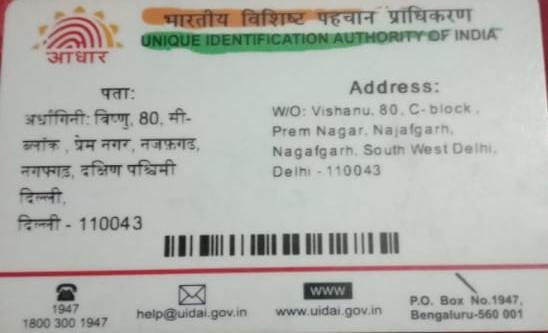 भारतीय विशिष्ट पहचान प्राधिकरण
UNIQUE IDENTIFICATION AUTHORITY OF INDIA
आधार
पता:
अर्धांगिनी: विष्णु, 80, सी-
ब्लॉक, प्रेम नगर, नजफ़गढ,
नगफ्गढ, दक्षिण पश्चिमी
दिल्ली,
दिल्ली - 110043
Address:
W/O: Vishanu, 80, C-block,
Prem Nagar, Najafgarh,
Nagafgarh, South West Delhi,
Delhi - 110043
1947
1800 300 1947
help@uidai.gov.in
www
www.uidai.gov.in
P.O. Box No.1947,
Bengaluru-560 001